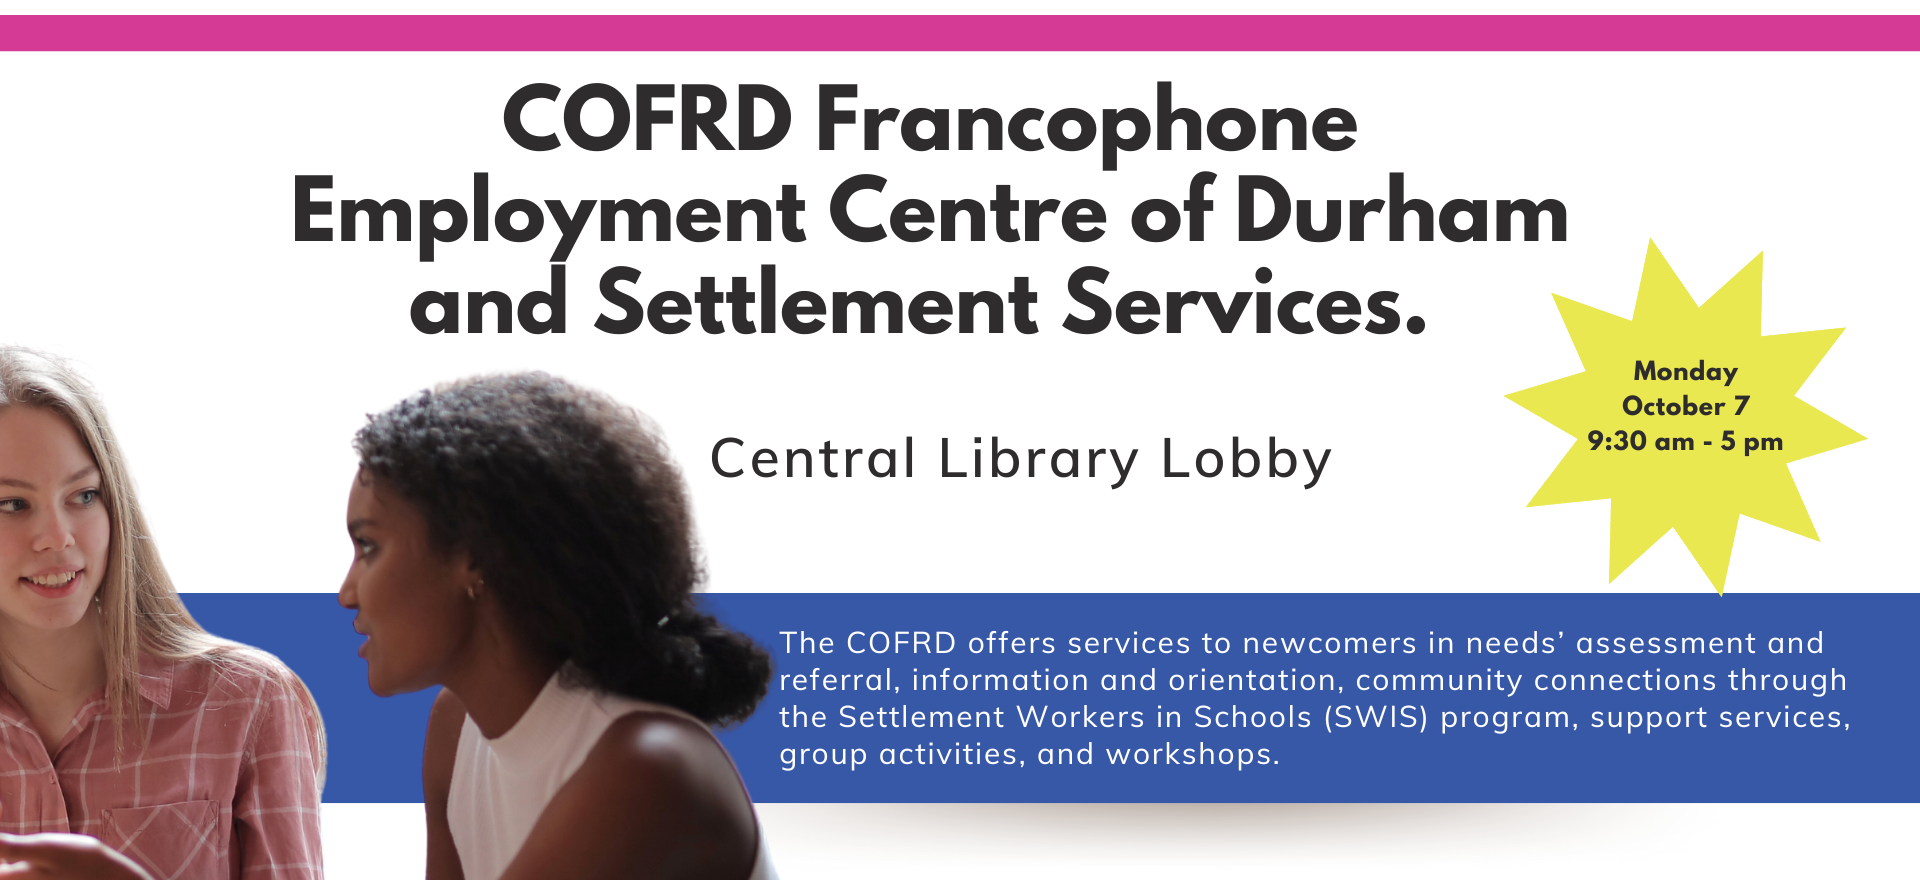 COFRD Francophone
Employment Centre of Durham
and Settlement Services.
Central Library Lobby
Monday
October 7
9:30 am - 5 pm
The COFRD offers services to newcomers in needs’ assessment and
referral, information and orientation, community connections through
the Settlement Workers in Schools (SWIS) program, support services,
group activities, and workshops.